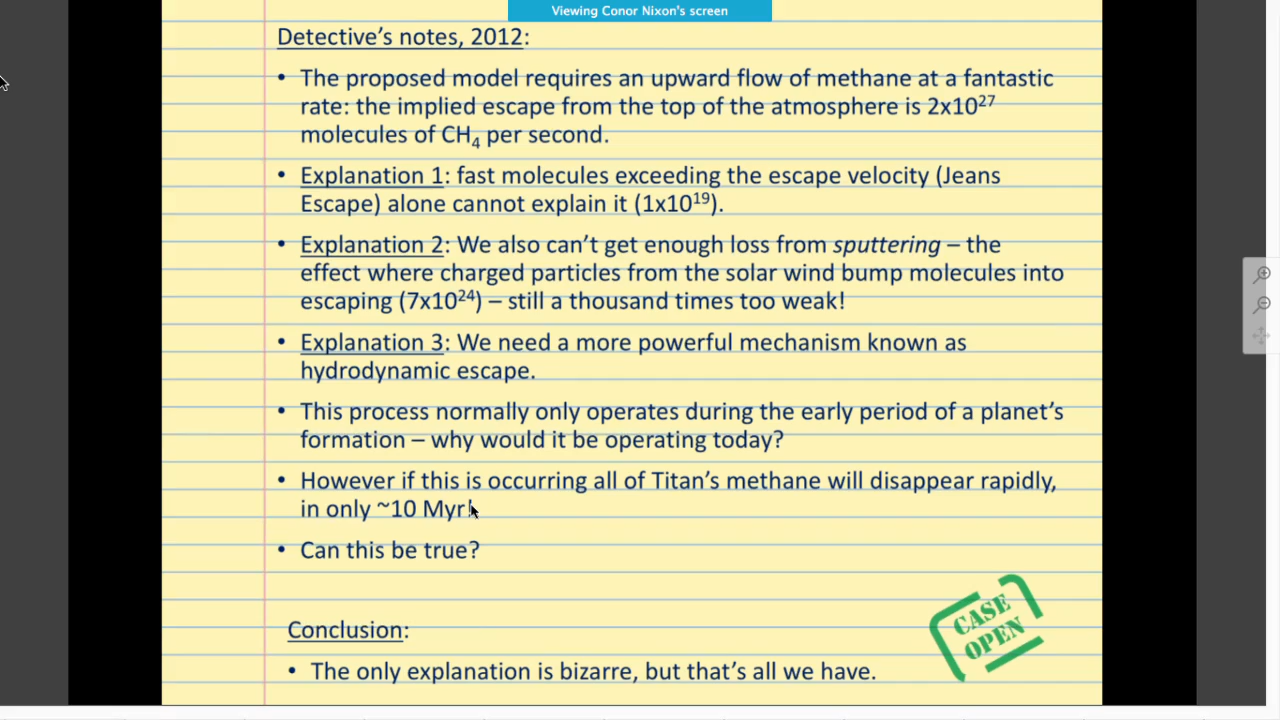 Viewing Conor Nixon's screen
Detective's notes, 2012:
• The proposed model requires an upward flow of methane at a fantastic
rate: the implied escape from the top of the atmosphere is 2x10²⁷
molecules of CH₄ per second.
• Explanation 1: fast molecules exceeding the escape velocity (Jeans
Escape) alone cannot explain it (1x10¹⁹).
• Explanation 2: We also can't get enough loss from sputtering – the
effect where charged particles from the solar wind bump molecules into
escaping (7x10²⁴) – still a thousand times too weak!
• Explanation 3: We need a more powerful mechanism known as
hydrodynamic escape.
• This process normally only operates during the early period of a planet's
formation – why would it be operating today?
• However if this is occurring all of Titan's methane will disappear rapidly,
in only ~10 Myr!
• Can this be true?
CASE
OPEN
Conclusion:
• The only explanation is bizarre, but that's all we have.